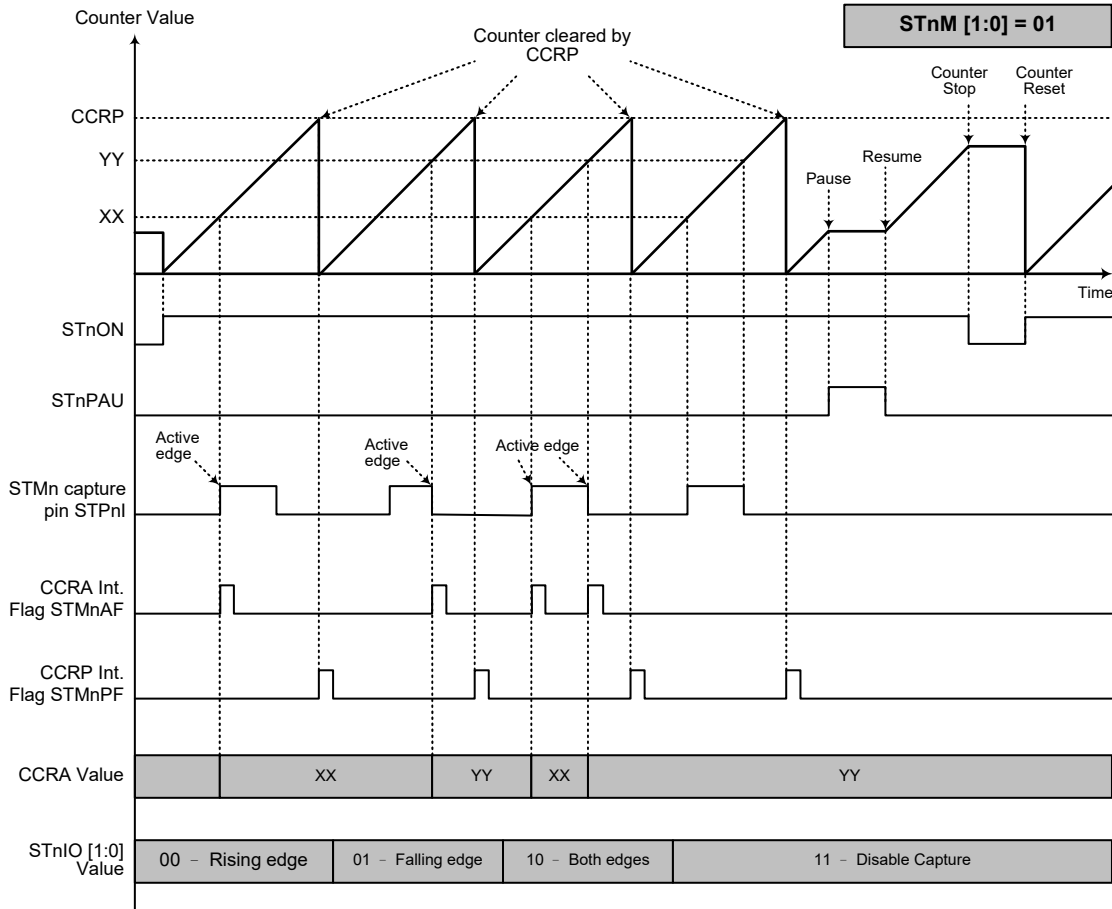 Counter Value
STnM [1:0] = 01
Counter cleared by
CCRP
Counter
Stop
Counter
Reset
CCRP
YY
XX
Pause
Resume
Time
STnON
STnPAU
Active
edge
Active
edge
Active edge
STMn capture
pin STPnI
CCRA Int.
Flag STMnAF
CCRP Int.
Flag STMnPF
CCRA Value
XX
YY
XX
YY
STnIO [1:0]
Value
00 - Rising edge
01 - Falling edge
10 - Both edges
11 - Disable Capture